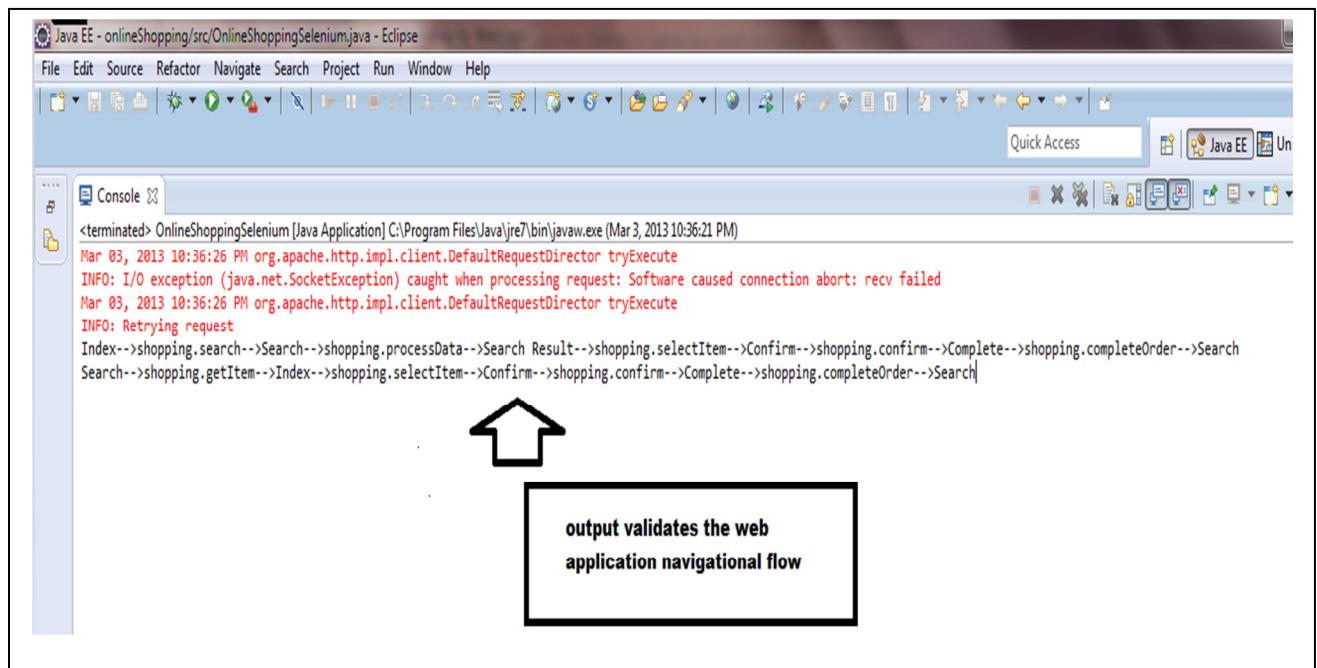 Java EE - onlineShopping/src/OnlineShoppingSelenium.java - Eclipse
File Edit Source Refactor Navigate Search Project Run Window Help
Quick Access
Java EE
Un
Console
<terminated> OnlineShoppingSelenium [Java Application] C:\Program Files\Java\jre7\bin\javaw.exe (Mar 3, 2013 10:36:21 PM)
Mar 03, 2013 10:36:26 PM org.apache.http.impl.client.DefaultRequestDirector tryExecute
INFO: I/O exception (java.net.SocketException) caught when processing request: Software caused connection abort: recv failed
Mar 03, 2013 10:36:26 PM org.apache.http.impl.client.DefaultRequestDirector tryExecute
INFO: Retrying request
Index-->shopping.search-->Search-->shopping.processData-->Search Result-->shopping.selectItem-->Confirm-->shopping.confirm-->Complete-->shopping.completeOrder-->Search
Search-->shopping.getItem-->Index-->shopping.selectItem-->Confirm-->shopping.confirm-->Complete-->shopping.completeOrder-->Search
output validates the web
application navigational flow